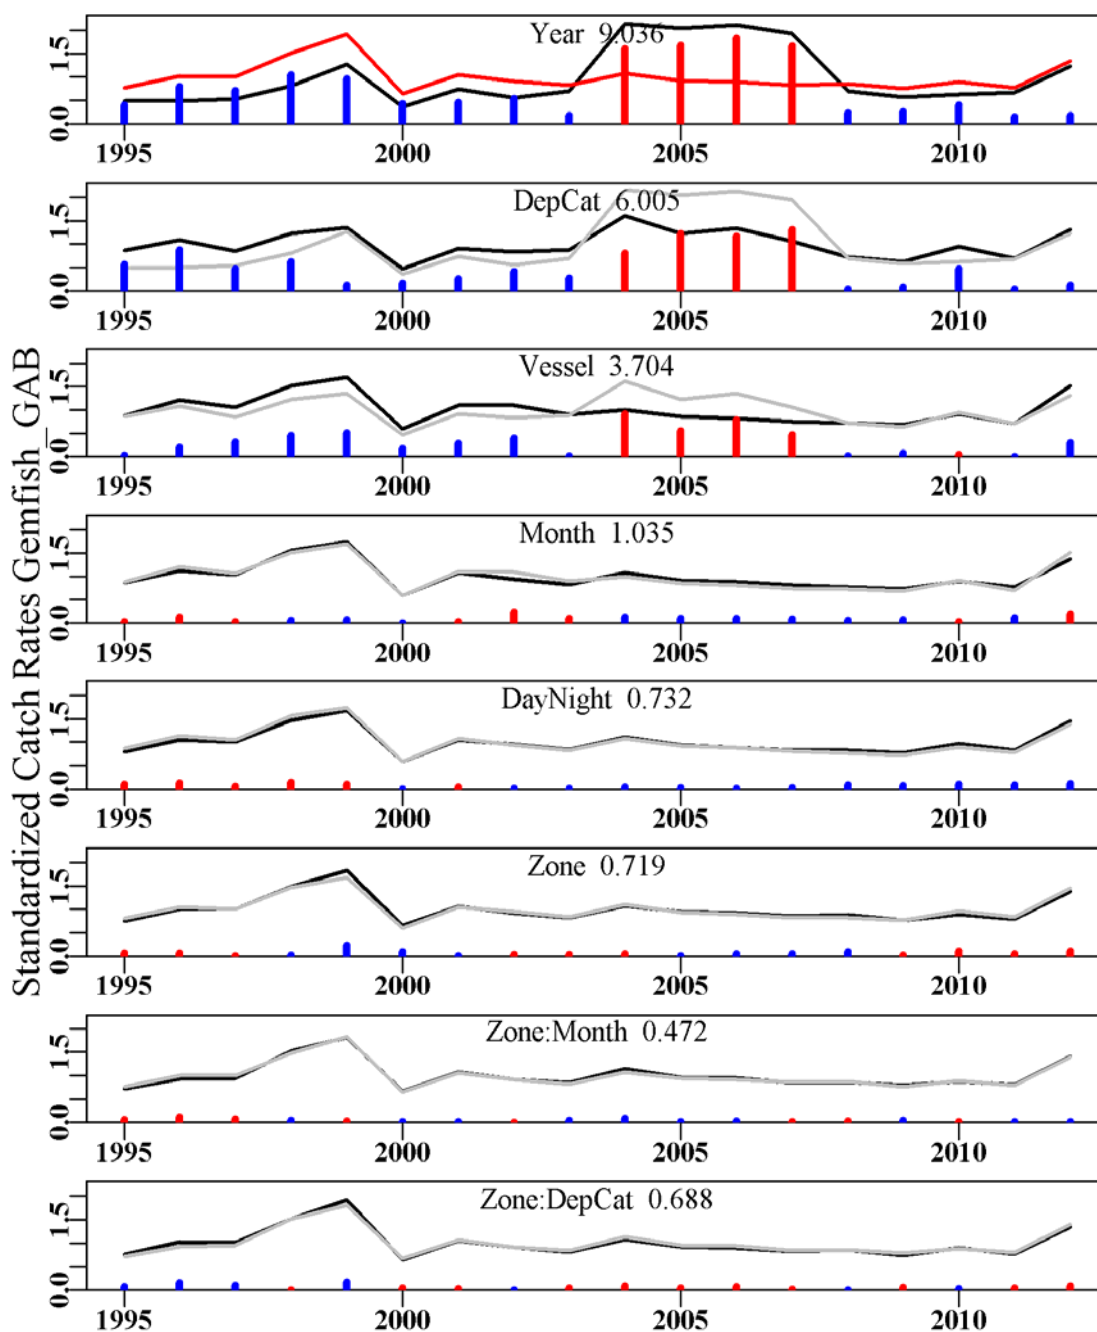 Standardized Catch Rates Gemfish_GAB
Year 9.036
0.0 1.5
1995 2000 2005 2010
DepCat 6.005
0.0 1.5
1995 2000 2005 2010
Vessel 3.704
0.0 1.5
1995 2000 2005 2010
Month 1.035
0.0 1.5
1995 2000 2005 2010
DayNight 0.732
0.0 1.5
1995 2000 2005 2010
Zone 0.719
0.0 1.5
1995 2000 2005 2010
Zone:Month 0.472
0.0 1.5
1995 2000 2005 2010
Zone:DepCat 0.688
0.0 1.5
1995 2000 2005 2010